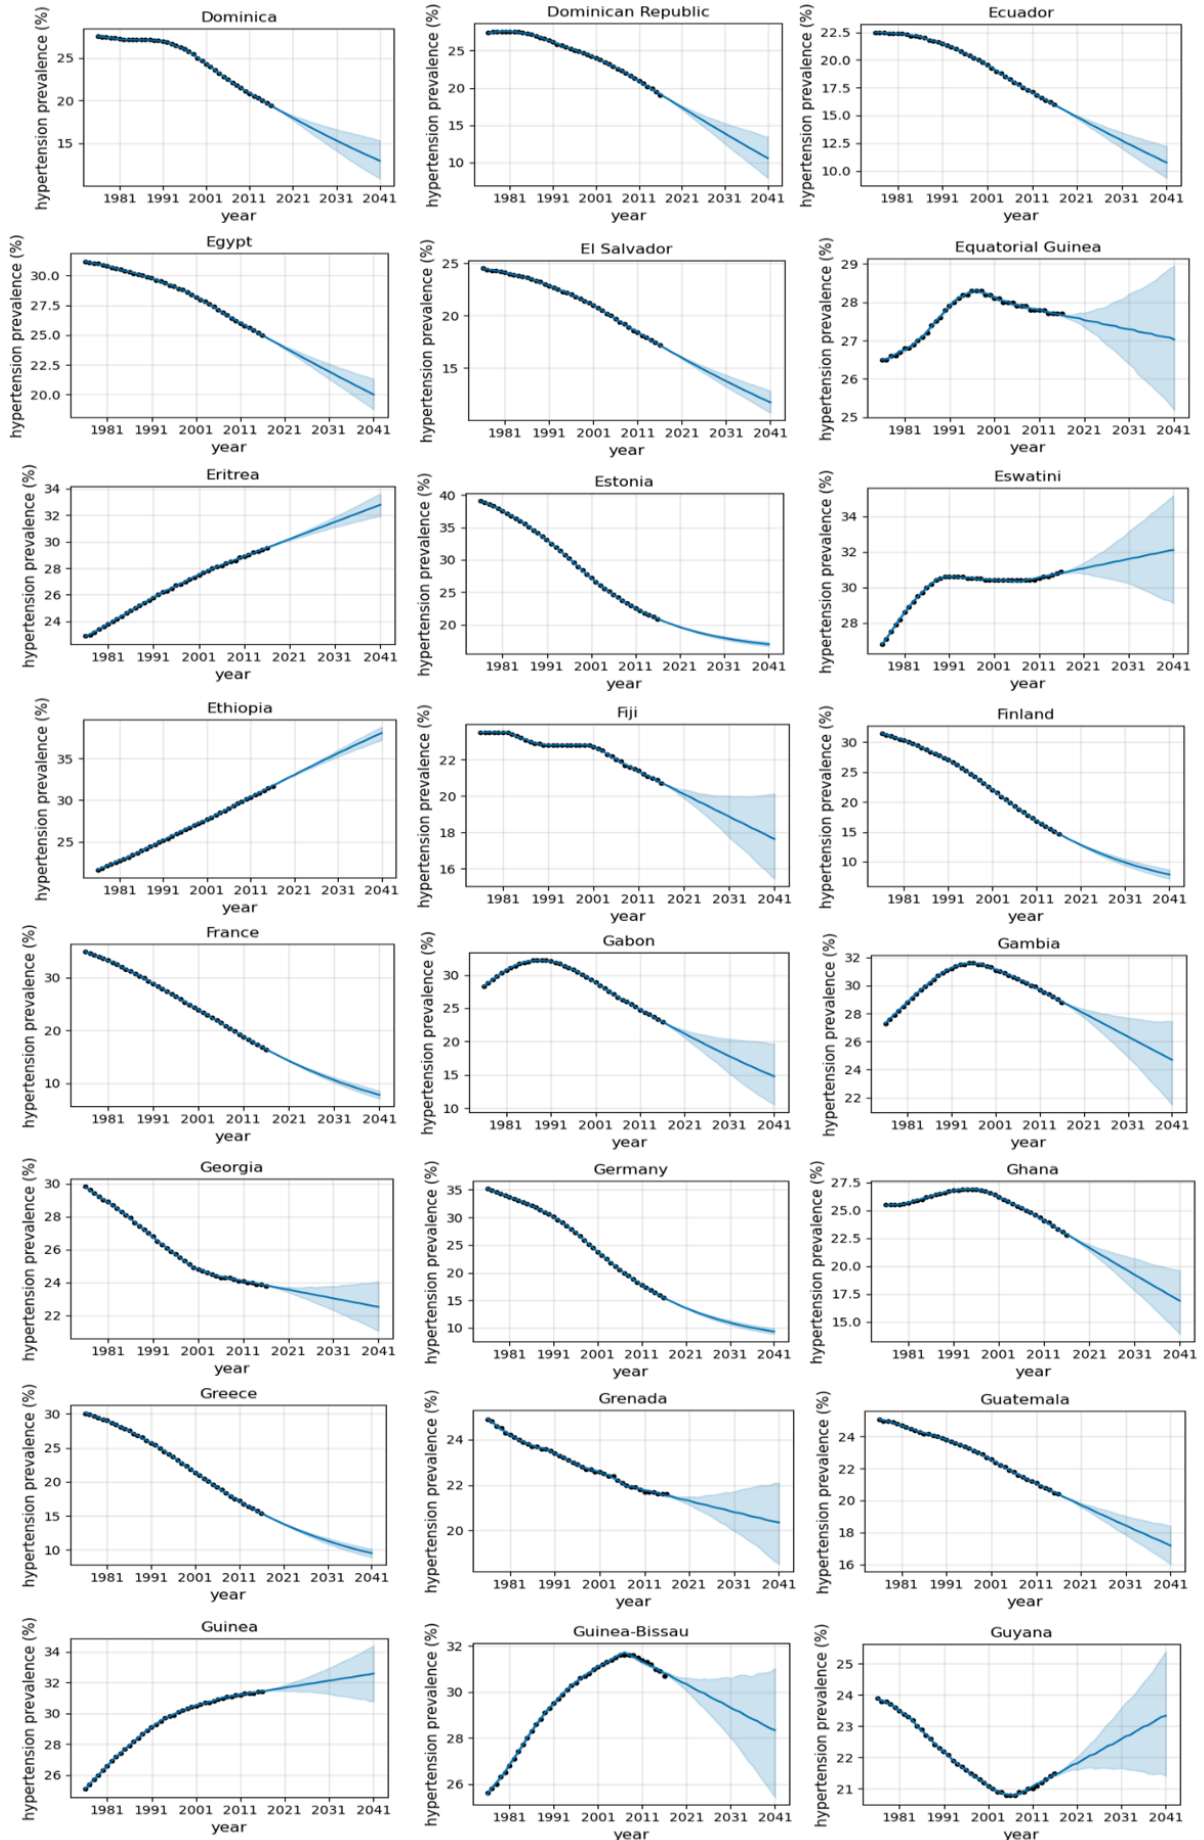 Dominica
hypertension prevalence (%)
25
20
15
1981 1991 2001 2011 2021 2031 2041
year
Dominican Republic
hypertension prevalence (%)
25
20
15
10
1981 1991 2001 2011 2021 2031 2041
year
Ecuador
hypertension prevalence (%)
22.5
20.0
17.5
15.0
12.5
10.0
1981 1991 2001 2011 2021 2031 2041
year
Egypt
hypertension prevalence (%)
30.0
27.5
25.0
22.5
20.0
1981 1991 2001 2011 2021 2031 2041
year
El Salvador
hypertension prevalence (%)
25
20
15
1981 1991 2001 2011 2021 2031 2041
year
Equatorial Guinea
hypertension prevalence (%)
29
28
27
26
25
1981 1991 2001 2011 2021 2031 2041
year
Eritrea
hypertension prevalence (%)
34
32
30
28
26
24
1981 1991 2001 2011 2021 2031 2041
year
Estonia
hypertension prevalence (%)
40
35
30
25
20
1981 1991 2001 2011 2021 2031 2041
year
Eswatini
hypertension prevalence (%)
34
32
30
28
1981 1991 2001 2011 2021 2031 2041
year
Ethiopia
hypertension prevalence (%)
35
30
25
1981 1991 2001 2011 2021 2031 2041
year
Fiji
hypertension prevalence (%)
22
20
18
16
1981 1991 2001 2011 2021 2031 2041
year
Finland
hypertension prevalence (%)
30
25
20
15
10
1981 1991 2001 2011 2021 2031 2041
year
France
hypertension prevalence (%)
30
20
10
1981 1991 2001 2011 2021 2031 2041
year
Gabon
hypertension prevalence (%)
30
25
20
15
10
1981 1991 2001 2011 2021 2031 2041
year
Gambia
hypertension prevalence (%)
32
30
28
26
24
22
1981 1991 2001 2011 2021 2031 2041
year
Georgia
hypertension prevalence (%)
30
28
26
24
22
1981 1991 2001 2011 2021 2031 2041
year
Germany
hypertension prevalence (%)
35
30
25
20
15
10
1981 1991 2001 2011 2021 2031 2041
year
Ghana
hypertension prevalence (%)
27.5
25.0
22.5
20.0
17.5
15.0
1981 1991 2001 2011 2021 2031 2041
year
Greece
hypertension prevalence (%)
30
25
20
15
10
1981 1991 2001 2011 2021 2031 2041
year
Grenada
hypertension prevalence (%)
24
22
20
1981 1991 2001 2011 2021 2031 2041
year
Guatemala
hypertension prevalence (%)
24
22
20
18
16
1981 1991 2001 2011 2021 2031 2041
year
Guinea
hypertension prevalence (%)
34
32
30
28
26
1981 1991 2001 2011 2021 2031 2041
year
Guinea-Bissau
hypertension prevalence (%)
32
30
28
26
1981 1991 2001 2011 2021 2031 2041
year
Guyana
hypertension prevalence (%)
25
24
23
22
21
1981 1991 2001 2011 2021 2031 2041
year